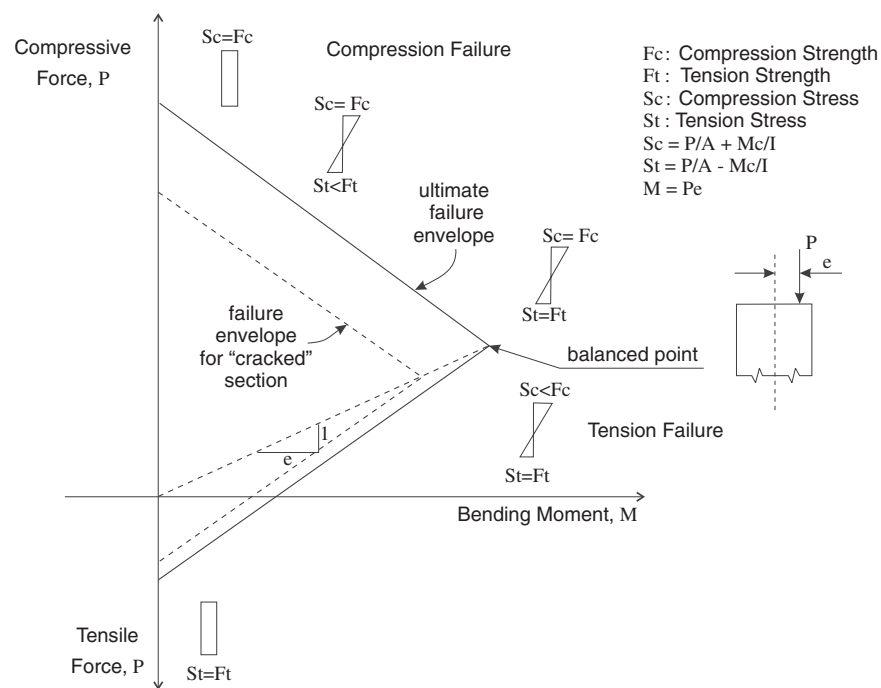 Compressive
Force, P
Sc=Fc
Compression Failure
Fc: Compression Strength
Ft: Tension Strength
Sc: Compression Stress
St: Tension Stress
Sc = P/A + Mc/I
St = P/A - Mc/I
M = Pe
Sc= Fc
St<Ft
ultimate
failure
envelope
Sc= Fc
St=Ft
P
e
failure
envelope
for "cracked"
section
balanced point
Sc<Fc
Tension Failure
St=Ft
1
e
Bending Moment, M
Tensile
Force, P
St=Ft